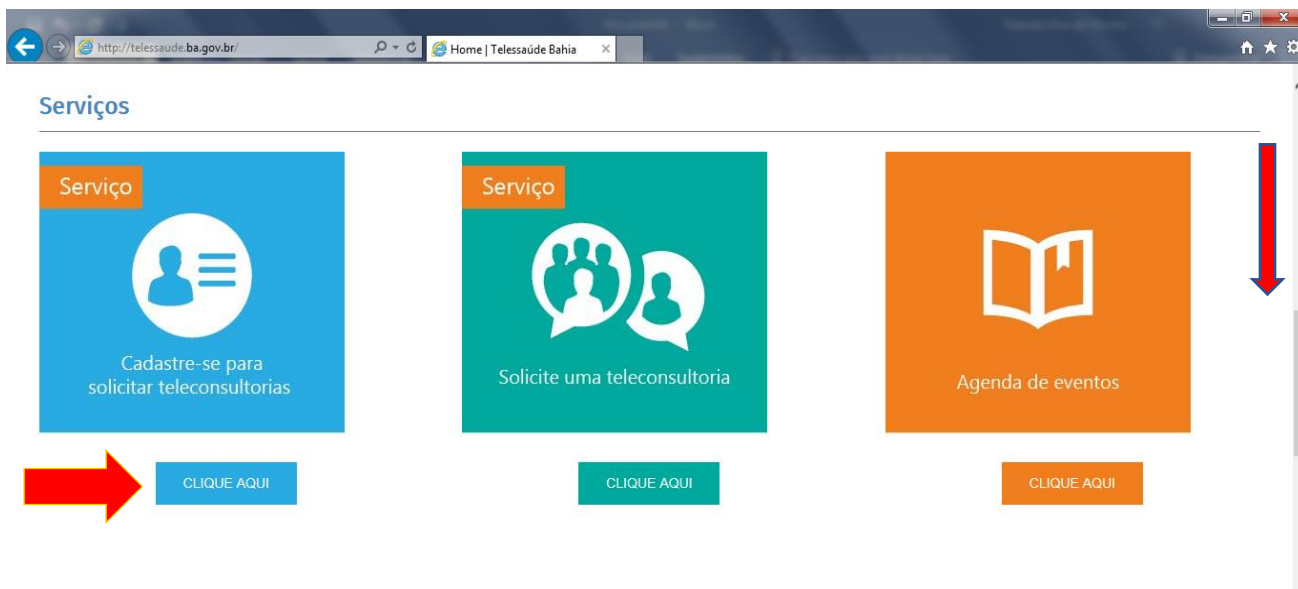 http://telessaude.ba.gov.br/
Home | Telessaúde Bahia
Serviços
Serviço
Cadastre-se para
solicitar teleconsultorias
CLIQUE AQUI
Serviço
Solicite uma teleconsultoria
CLIQUE AQUI
Agenda de eventos
CLIQUE AQUI